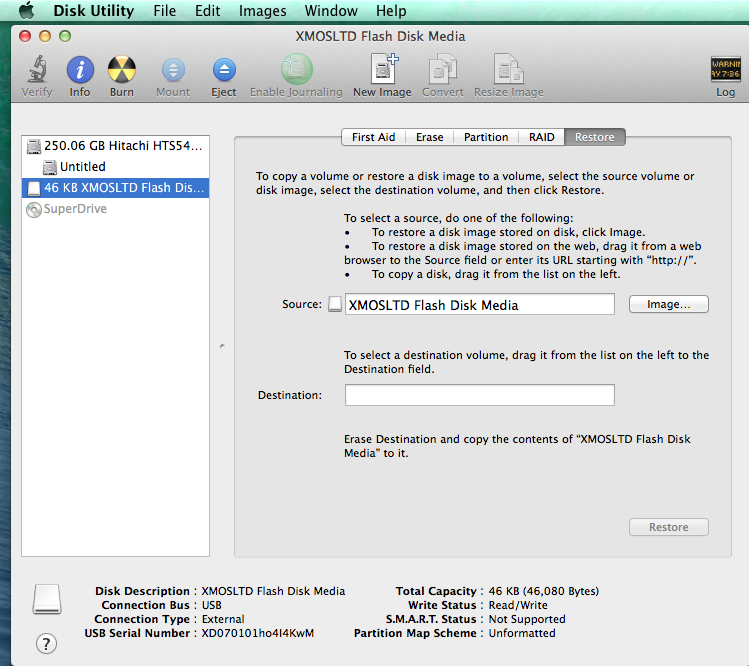 Disk Utility File Edit Images Window Help
XMOSLTD Flash Disk Media
WARNIN
AY 7:36
Verify Info Burn Mount Eject Enable Journaling New Image Convert Resize Image Log
250.06 GB Hitachi HTS54...
Untitled
46 KB XMOSLTD Flash Dis...
SuperDrive
First Aid Erase Partition RAID Restore
To copy a volume or restore a disk image to a volume, select the source volume or
disk image, select the destination volume, and then click Restore.
To select a source, do one of the following:
• To restore a disk image stored on disk, click Image.
• To restore a disk image stored on the web, drag it from a web
browser to the Source field or enter its URL starting with “http://”.
• To copy a disk, drag it from the list on the left.
Source: XMOSLTD Flash Disk Media Image...
To select a destination volume, drag it from the list on the left to the
Destination field.
Destination:
Erase Destination and copy the contents of “XMOSLTD Flash Disk
Media” to it.
Restore
Disk Description : XMOSLTD Flash Disk Media
Connection Bus : USB
Connection Type : External
USB Serial Number : XD070101ho4I4KwM
Total Capacity : 46 KB (46,080 Bytes)
Write Status : Read/Write
S.M.A.R.T. Status : Not Supported
Partition Map Scheme : Unformatted
?